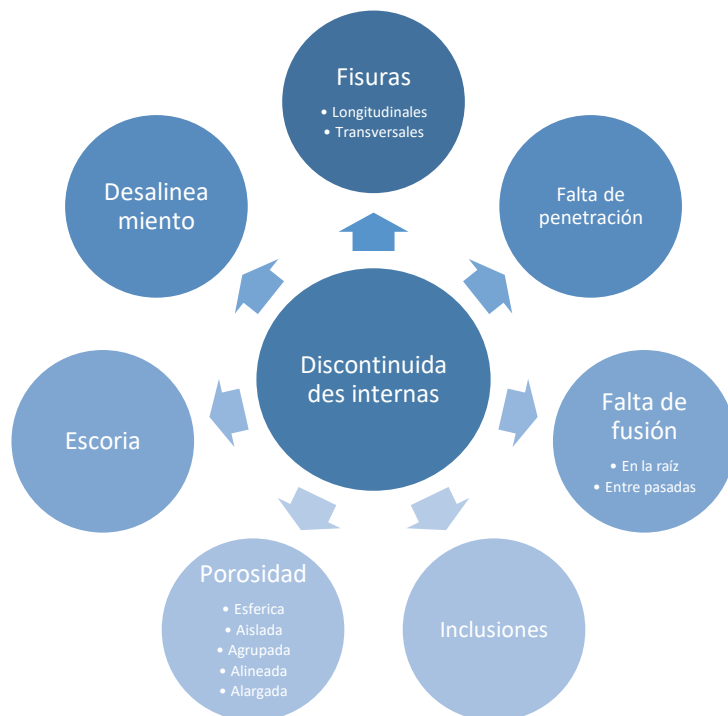 Fisuras
• Longitudinales
• Transversales
Falta de
penetración
Falta de
fusión
• En la raíz
• Entre pasadas
Inclusiones
Porosidad
• Esferica
• Aislada
• Agrupada
• Alineada
• Alargada
Escoria
Desalinea
miento
Discontinuida
des internas